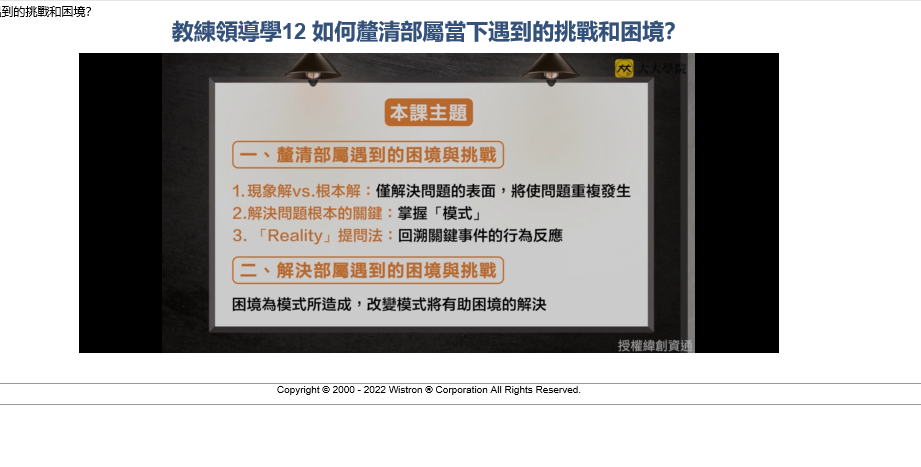 遇到的挑戰和困境?
教練領導學12 如何釐清部屬當下遇到的挑戰和困境?
大大學院
本課主題
一、釐清部屬遇到的困境與挑戰
1.現象解vs.根本解：僅解決問題的表面，將使問題重複發生
2.解決問題根本的關鍵：掌握「模式」
3.「Reality」提問法：回溯關鍵事件的行為反應
二、解決部屬遇到的困境與挑戰
困境為模式所造成，改變模式將有助困境的解決
授權緯創資通
Copyright © 2000 - 2022 Wistron ® Corporation All Rights Reserved.